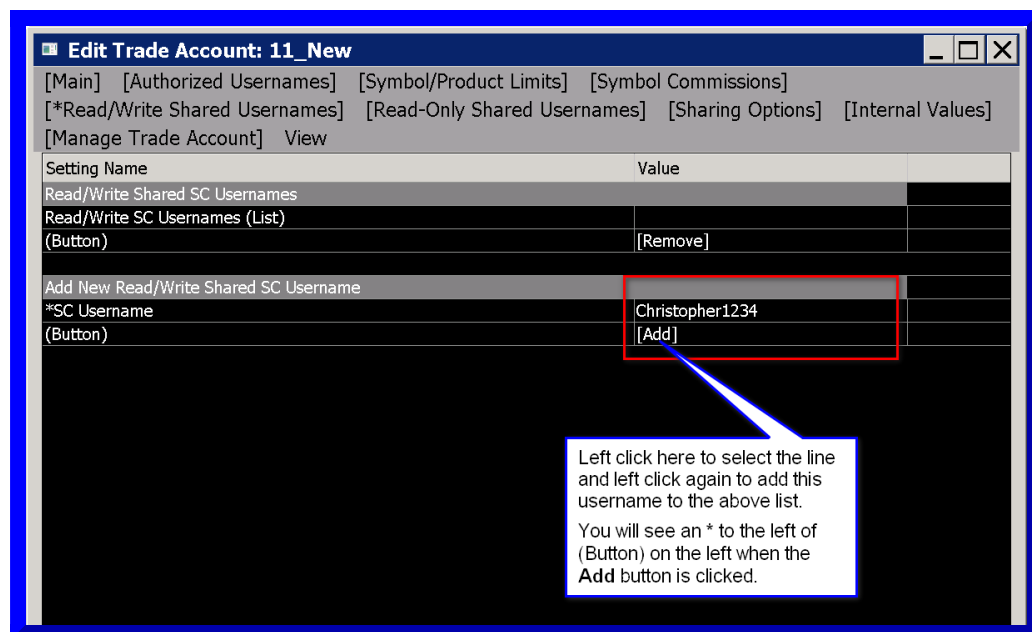 Edit Trade Account: 11_New
[Main] [Authorized Usernames] [Symbol/Product Limits] [Symbol Commissions]
[*Read/Write Shared Usernames] [Read-Only Shared Usernames] [Sharing Options] [Internal Values]
[Manage Trade Account] View
Setting Name Value
Read/Write Shared SC Usernames
Read/Write SC Usernames (List)
(Button) [Remove]
Add New Read/Write Shared SC Username
*SC Username Christopher1234
(Button) [Add]
Left click here to select the line
and left click again to add this
username to the above list.
You will see an * to the left of
(Button) on the left when the
Add button is clicked.